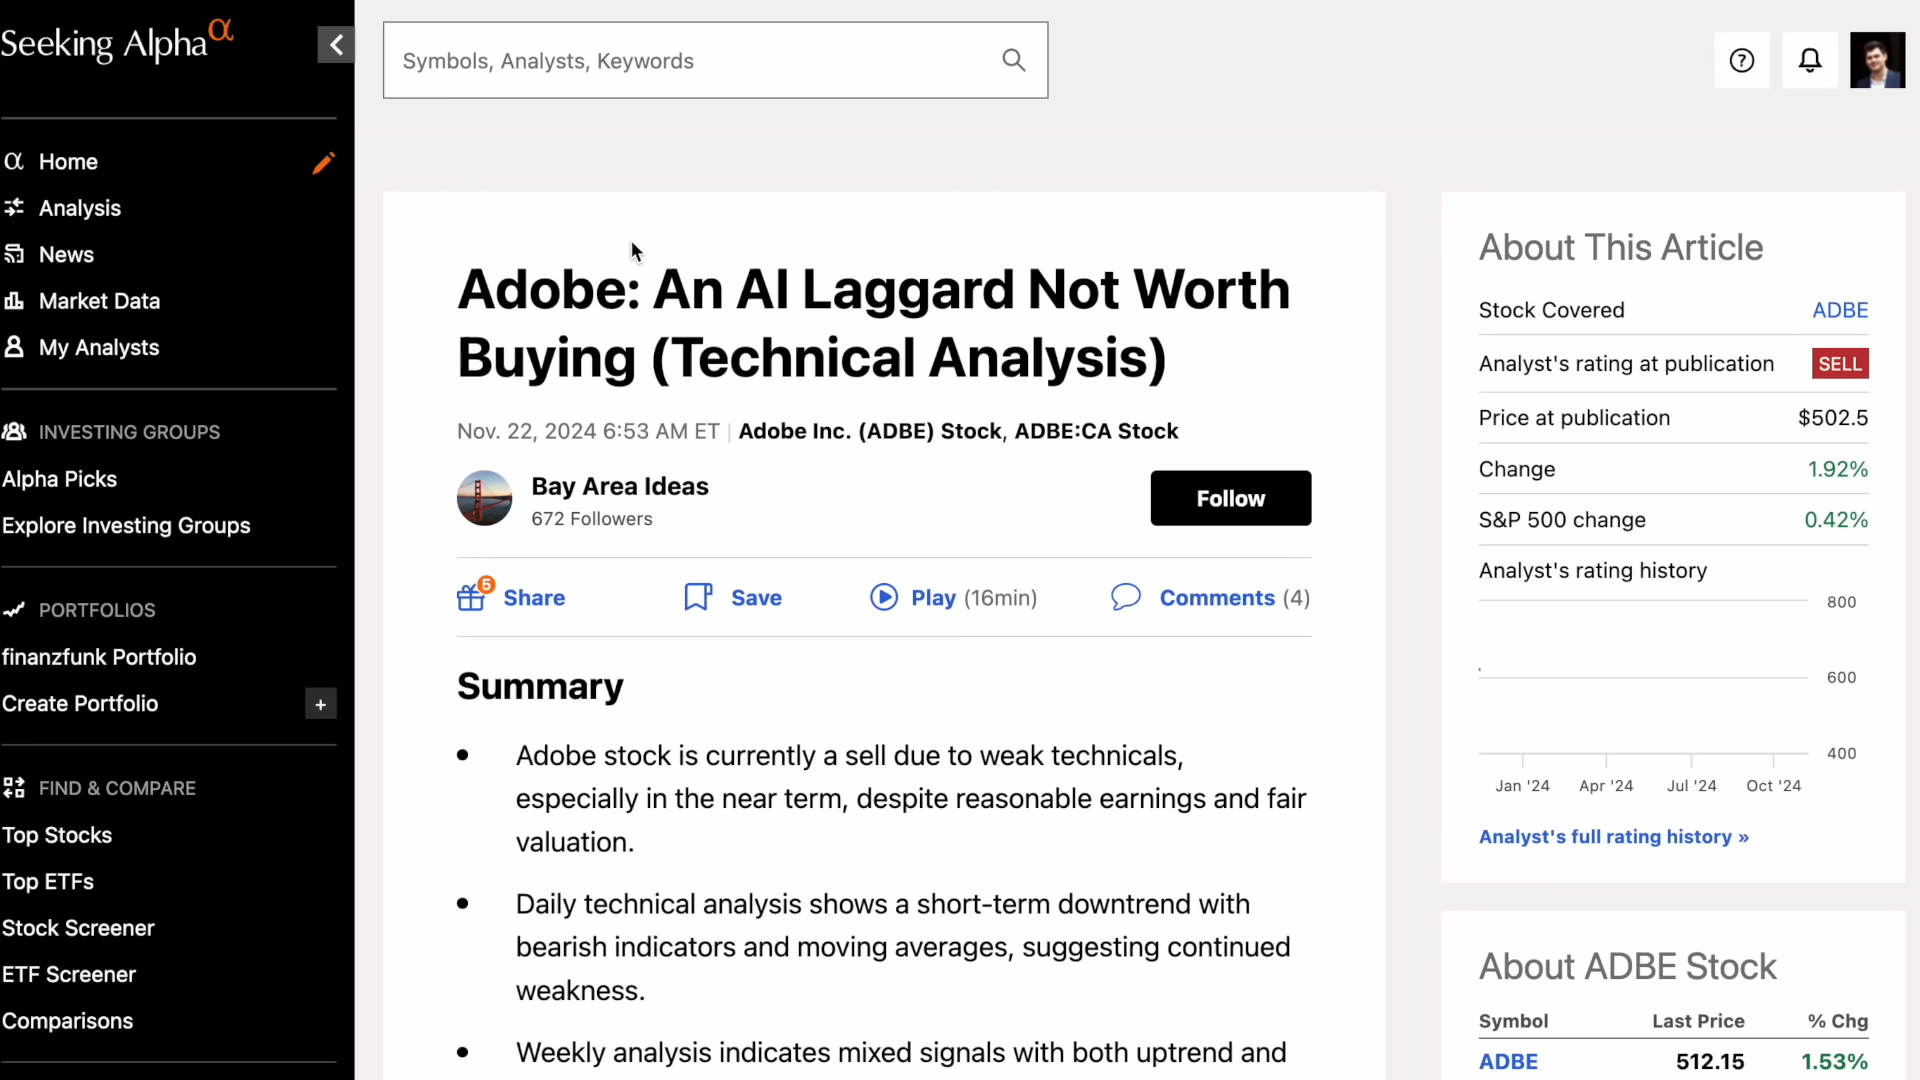 Seeking Alphaα
Symbols, Analysts, Keywords
α Home
Analysis
News
Market Data
My Analysts
INVESTING GROUPS
Alpha Picks
Explore Investing Groups
PORTFOLIOS
finanzfunk Portfolio
Create Portfolio +
FIND & COMPARE
Top Stocks
Top ETFs
Stock Screener
ETF Screener
Comparisons
Adobe: An AI Laggard Not Worth
Buying (Technical Analysis)
Nov. 22, 2024 6:53 AM ET | Adobe Inc. (ADBE) Stock, ADBE:CA Stock
Bay Area Ideas
672 Followers
Follow
5 Share Save Play (16min) Comments (4)
Summary
• Adobe stock is currently a sell due to weak technicals,
especially in the near term, despite reasonable earnings and fair
valuation.
• Daily technical analysis shows a short-term downtrend with
bearish indicators and moving averages, suggesting continued
weakness.
• Weekly analysis indicates mixed signals with both uptrend and
?
About This Article
Stock Covered ADBE
Analyst's rating at publication SELL
Price at publication $502.5
Change 1.92%
S&P 500 change 0.42%
Analyst's rating history
800
600
400
Jan '24 Apr '24 Jul '24 Oct '24
Analyst's full rating history »
About ADBE Stock
Symbol Last Price % Chg
ADBE 512.15 1.53%